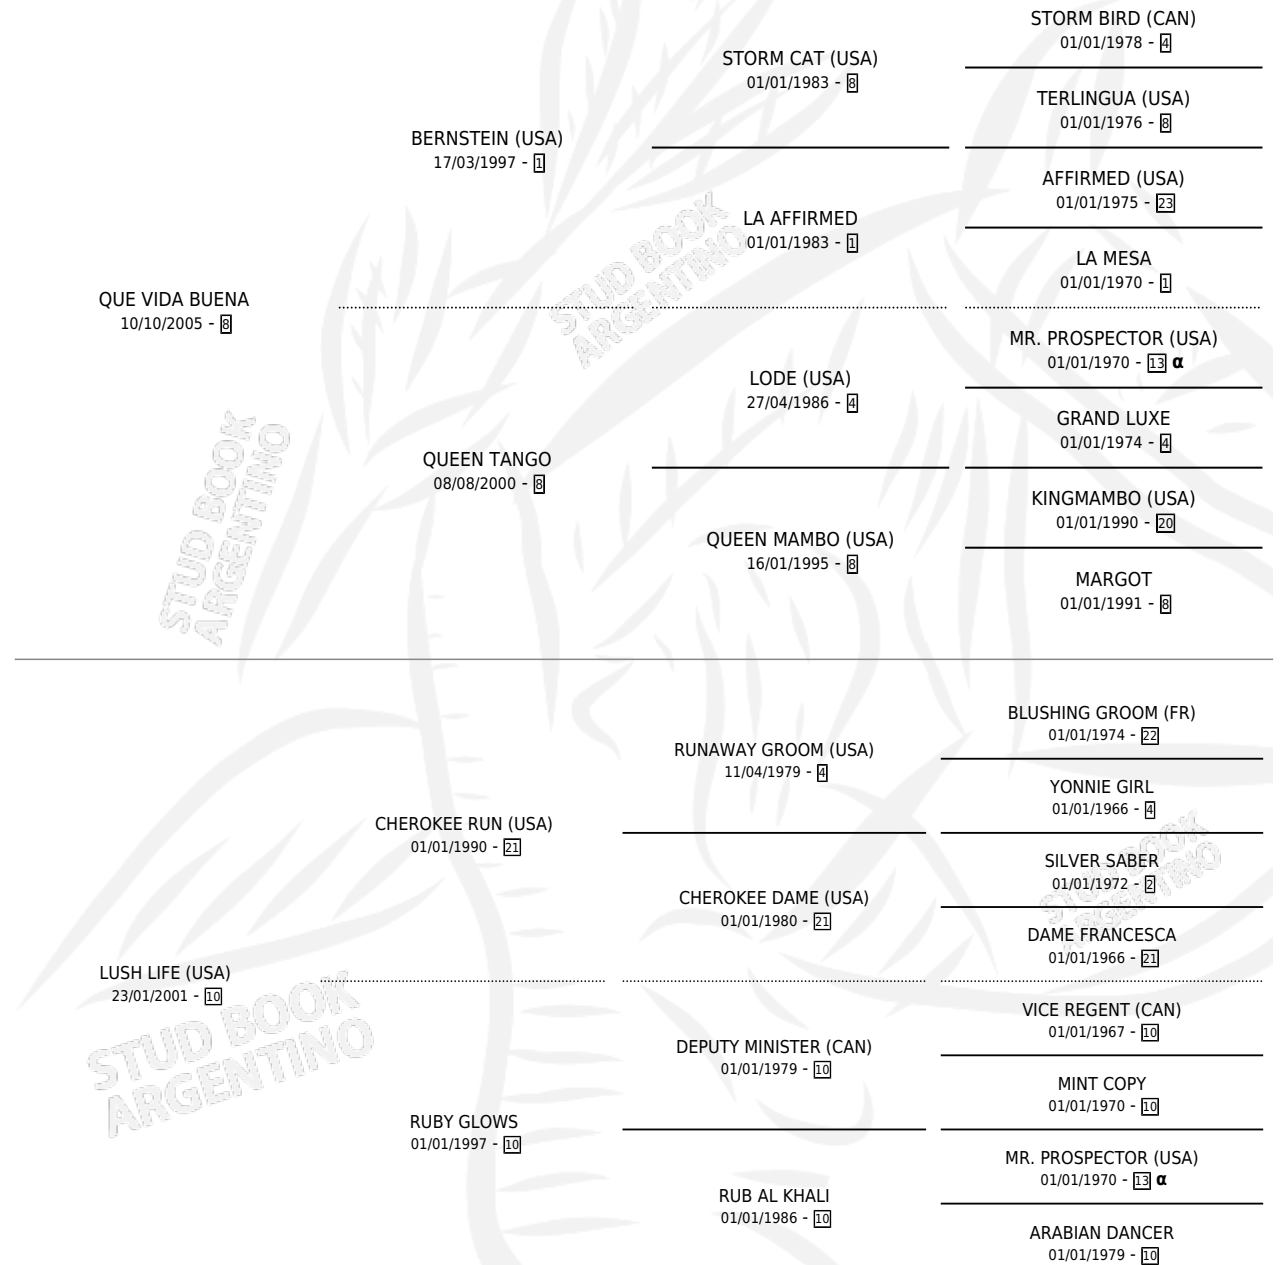 STORM BIRD (CAN)
01/01/1978 - 4
STORM CAT (USA)
01/01/1983 - 8
TERLINGUA (USA)
01/01/1976 - 8
BERNSTEIN (USA)
17/03/1997 - 1
AFFIRMED (USA)
01/01/1975 - 23
LA AFFIRMED
01/01/1983 - 1
LA MESA
01/01/1970 - 1
QUE VIDA BUENA
10/10/2005 - 8
MR. PROSPECTOR (USA)
01/01/1970 - 13 α
LODE (USA)
27/04/1986 - 4
GRAND LUXE
01/01/1974 - 4
QUEEN TANGO
08/08/2000 - 8
KINGMAMBO (USA)
01/01/1990 - 20
QUEEN MAMBO (USA)
16/01/1995 - 8
MARGOT
01/01/1991 - 8
STUD BOOK
ARGENTINO
STUD BOOK
ARGENTINO
BLUSHING GROOM (FR)
01/01/1974 - 22
RUNAWAY GROOM (USA)
11/04/1979 - 4
YONNIE GIRL
01/01/1966 - 4
CHEROKEE RUN (USA)
01/01/1990 - 21
SILVER SABER
01/01/1972 - 2
CHEROKEE DAME (USA)
01/01/1980 - 21
DAME FRANCESCA
01/01/1966 - 21
LUSH LIFE (USA)
23/01/2001 - 10
VICE REGENT (CAN)
01/01/1967 - 10
DEPUTY MINISTER (CAN)
01/01/1979 - 10
MINT COPY
01/01/1970 - 10
RUBY GLOWS
01/01/1997 - 10
MR. PROSPECTOR (USA)
01/01/1970 - 13 α
RUB AL KHALI
01/01/1986 - 10
ARABIAN DANCER
01/01/1979 - 10
STUD BOOK
ARGENTINO
STUD BOOK
ARGENTINO